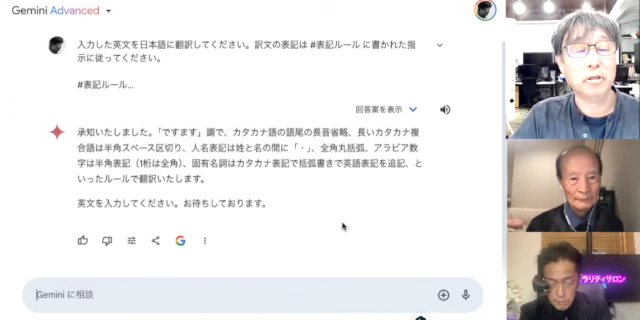 Gemini Advanced
入力した英文を日本語に翻訳してください。訳文の表記は #表記ルール に書かれた指
示に従ってください。
#表記ルール...
回答案を表示
承知いたしました。「ですます」調で、カタカナ語の語尾の長音省略、長いカタカナ複
合語は半角スペース区切り、人名表記は姓と名の間に「・」、全角丸括弧、アラビア数
字は半角表記（1桁は全角）、固有名詞はカタカナ表記で括弧書きで英語表記を追記、と
いったルールで翻訳いたします。
英文を入力してください。お待ちしております。
Gemini に相談
ラリティサロン